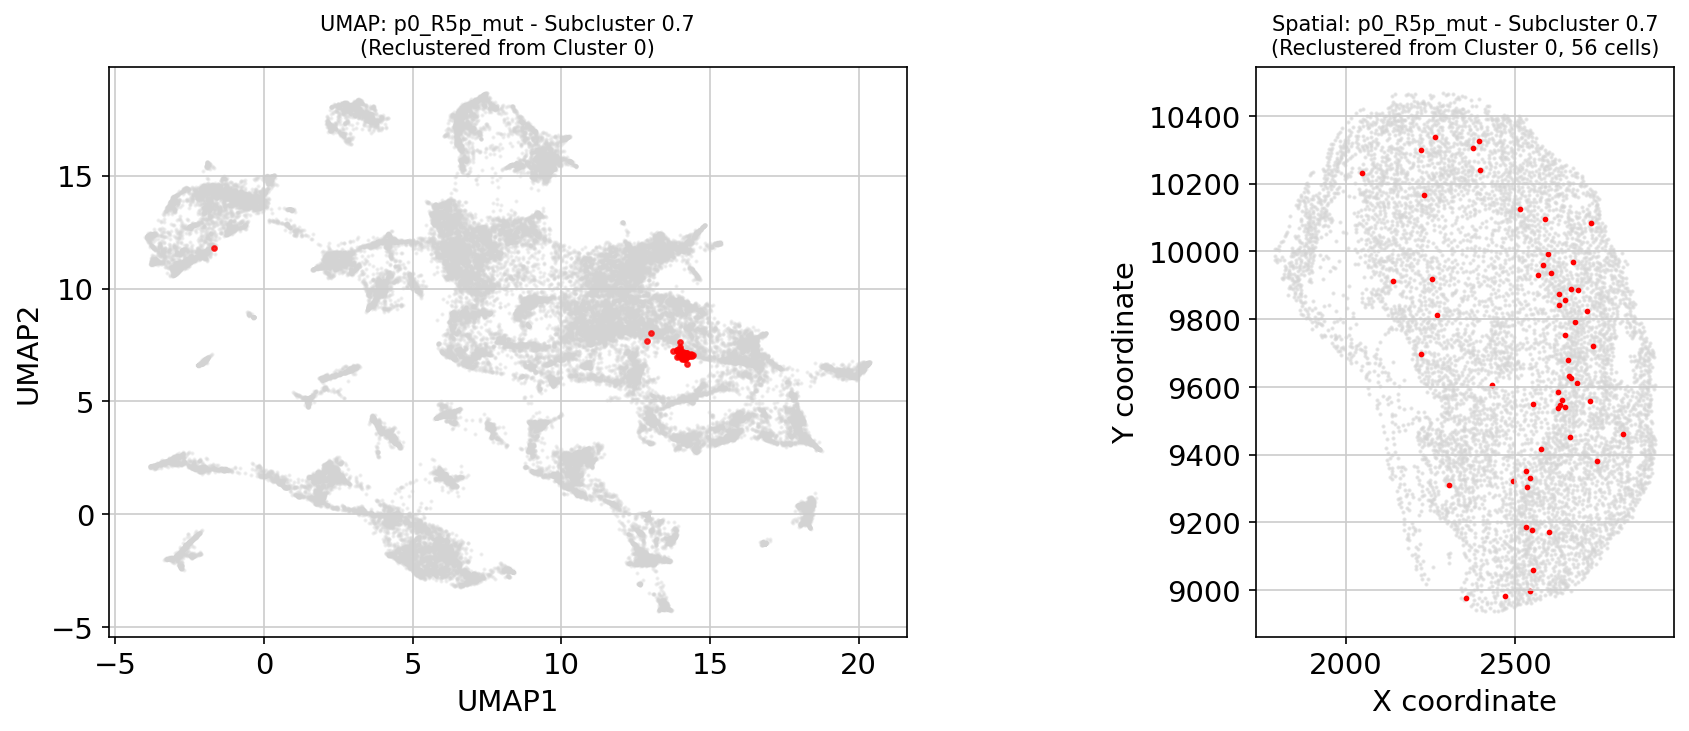 UMAP: p0_R5p_mut - Subcluster 0.7
(Reclustered from Cluster 0)
15
10
5
0
−5
−5
0
5
10
15
20
UMAP1
UMAP2
Spatial: p0_R5p_mut - Subcluster 0.7
(Reclustered from Cluster 0, 56 cells)
10400
10200
10000
9800
9600
9400
9200
9000
2000
2500
X coordinate
Y coordinate